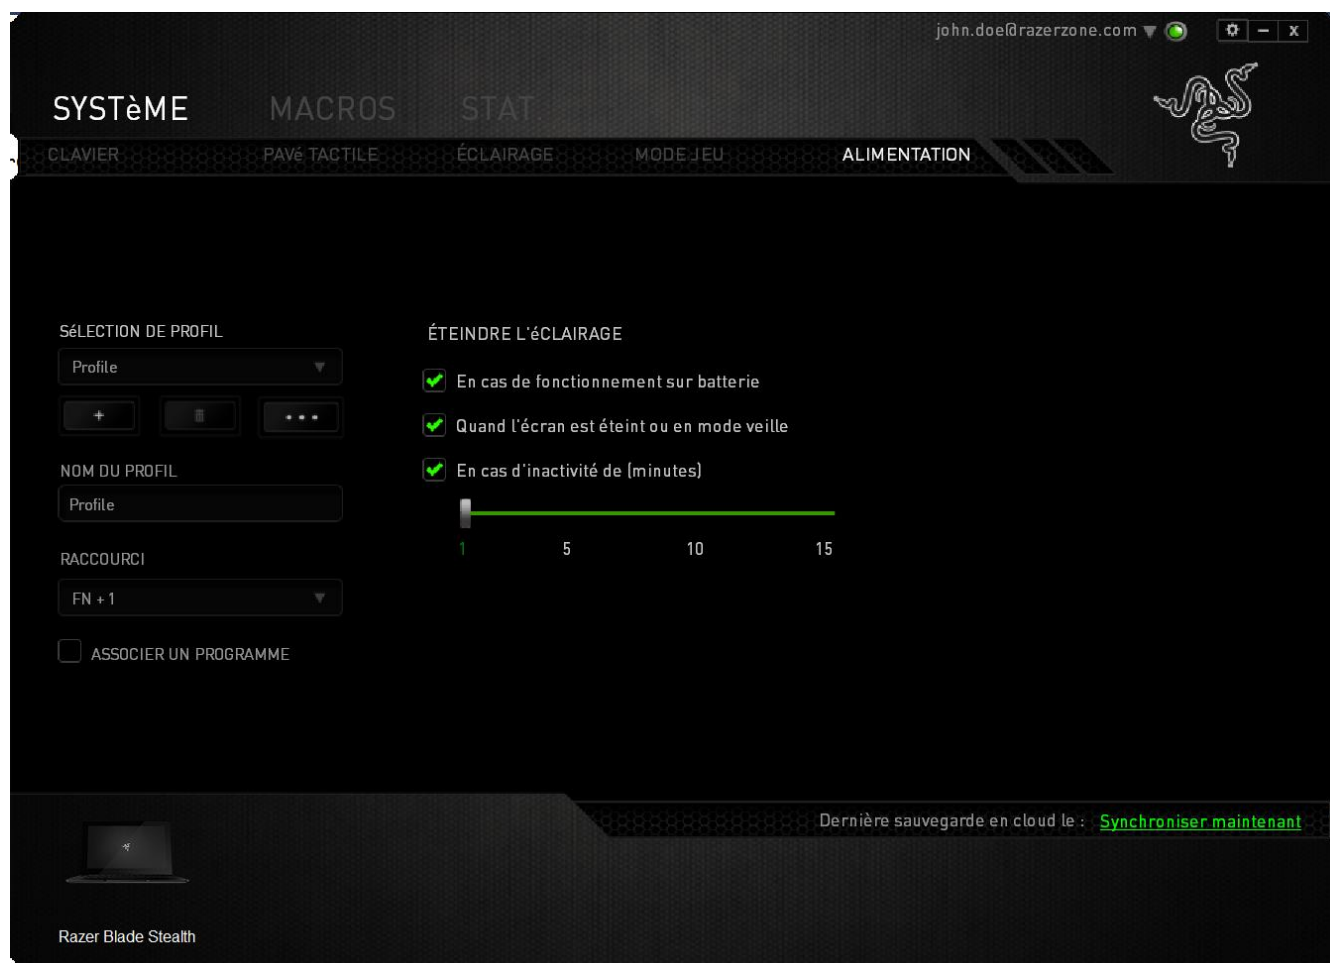 john.doe@razerzone.com
SYSTèME MACROS STAT
CLAVIER PAVé TACTILE ÉCLAIRAGE MODE JEU ALIMENTATION
SéLECTION DE PROFIL
Profile
NOM DU PROFIL
Profile
RACCOURCI
FN + 1
ASSOCIER UN PROGRAMME
ÉTEINDRE L'éCLAIRAGE
En cas de fonctionnement sur batterie
Quand l'écran est éteint ou en mode veille
En cas d'inactivité de (minutes)
1 5 10 15
Dernière sauvegarde en cloud le : Synchroniser maintenant
Razer Blade Stealth